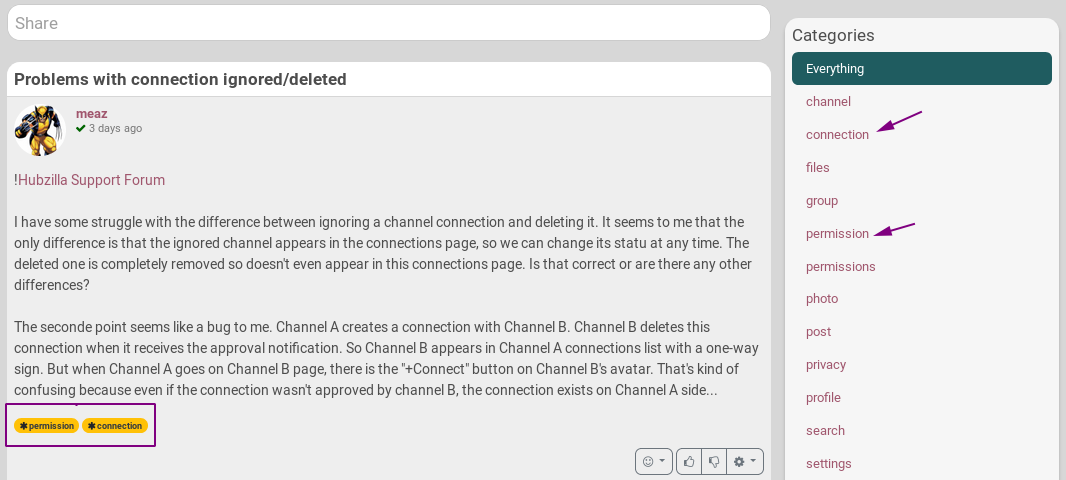 Share
Problems with connection ignored/deleted
meaz
3 days ago
!Hubzilla Support Forum
I have some struggle with the difference between ignoring a channel connection and deleting it. It seems to me that the
only difference is that the ignored channel appears in the connections page, so we can change its statu at any time. The
deleted one is completely removed so doesn't even appear in this connections page. Is that correct or are there any other
differences?
The seconde point seems like a bug to me. Channel A creates a connection with Channel B. Channel B deletes this
connection when it receives the approval notification. So Channel B appears in Channel A connections list with a one-way
sign. But when Channel A goes on Channel B page, there is the "+Connect" button on Channel B's avatar. That's kind of
confusing because even if the connection wasn't approved by channel B, the connection exists on Channel A side...
permission connection
Categories
Everything
channel
connection
files
group
permission
permissions
photo
post
privacy
profile
search
settings